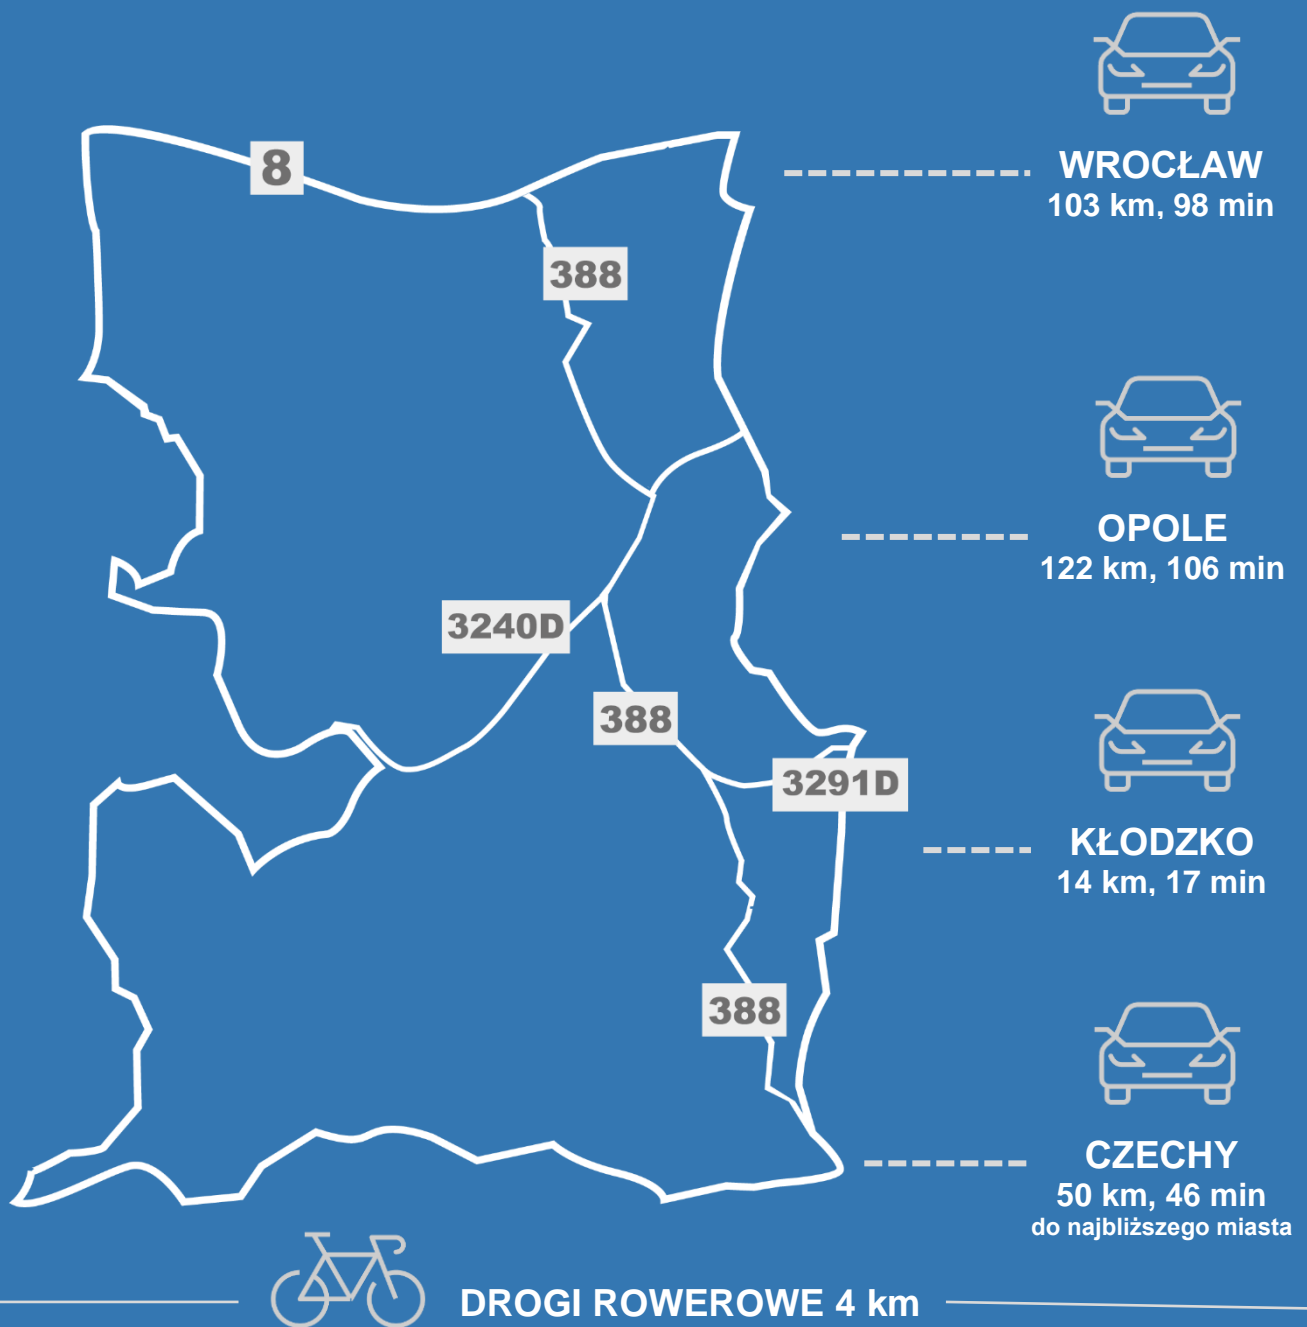 8
WROCŁAW
103 km, 98 min
388
OPOLE
122 km, 106 min
3240D
388
3291D
KŁODZKO
14 km, 17 min
388
CZECHY
50 km, 46 min
do najbliższego miasta
DROGI ROWEROWE 4 km